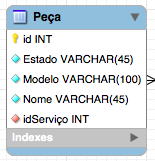 Peça
id INT
Estado VARCHAR(45)
Modelo VARCHAR(100)
Nome VARCHAR(45)
idServiço INT
Indexes